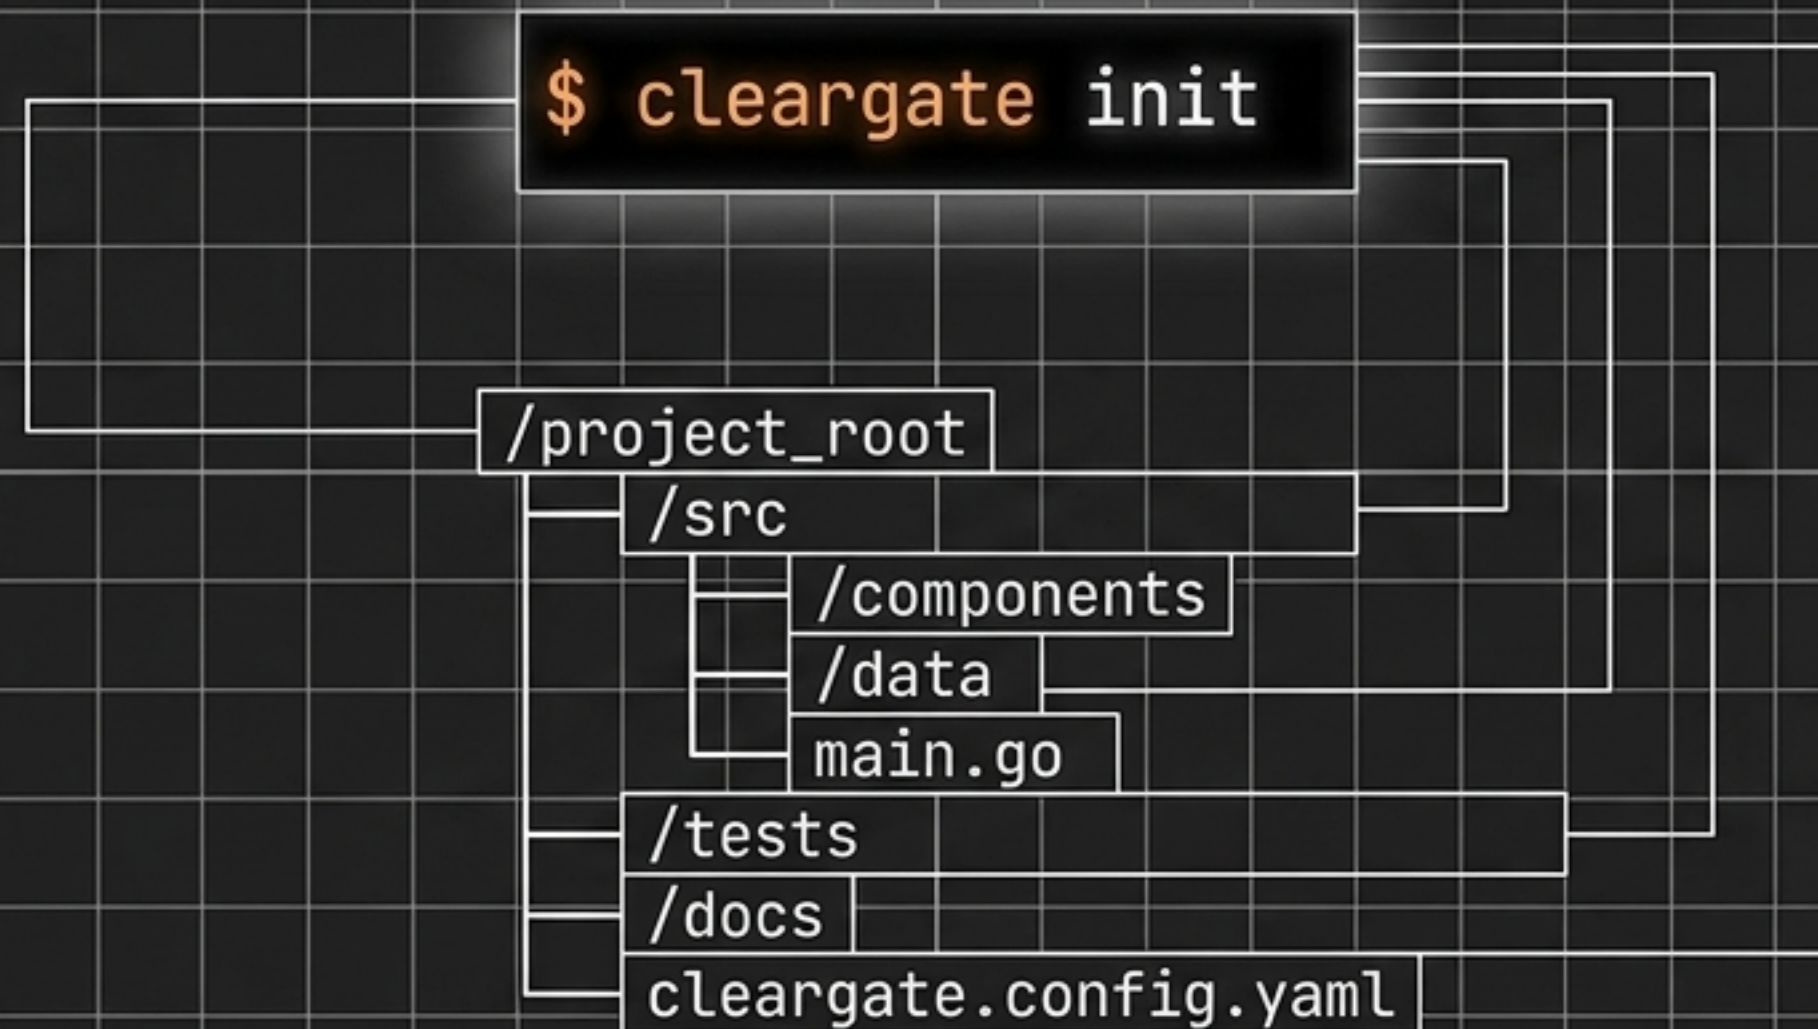 $ cleargate init
/project_root
/src
/components
/data
main.go
/tests
/docs
cleargate.config.yaml